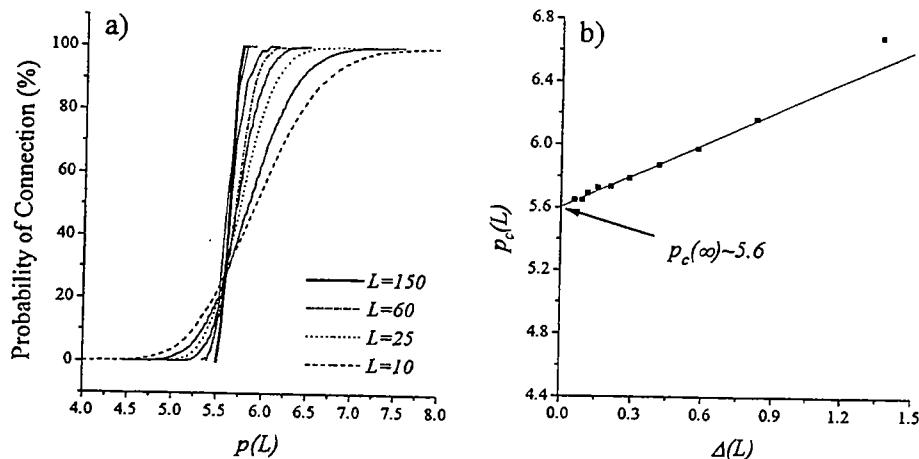 a)
Probability of Connection (%)
100
80
60
40
20
0
L=150
L=60
L=25
L=10
4.0 4.5 5.0 5.5 6.0 6.5 7.0 7.5 8.0
p(L)
b)
p_c(L)
6.8
6.4
6.0
5.6
5.2
4.8
4.4
p_c(∞)~5.6
0.0 0.3 0.6 0.9 1.2 1.5
Δ(L)